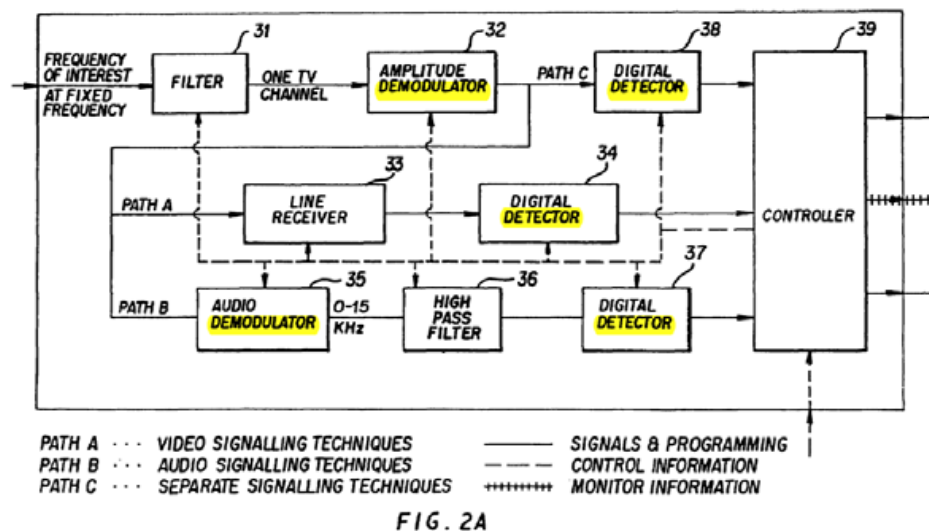 31
32
38
39
FREQUENCY
OF INTEREST
AT FIXED
FREQUENCY
FILTER
ONE TV
CHANNEL
AMPLITUDE
DEMODULATOR
PATH C
DIGITAL
DETECTOR
33
34
PATH A
LINE
RECEIVER
DIGITAL
DETECTOR
CONTROLLER
35
36
37
PATH B
AUDIO
DEMODULATOR
0-15
KHz
HIGH
PASS
FILTER
DIGITAL
DETECTOR
PATH A ··· VIDEO SIGNALLING TECHNIQUES
PATH B ··· AUDIO SIGNALLING TECHNIQUES
PATH C ··· SEPARATE SIGNALLING TECHNIQUES
SIGNALS & PROGRAMMING
CONTROL INFORMATION
MONITOR INFORMATION
FIG. 2A